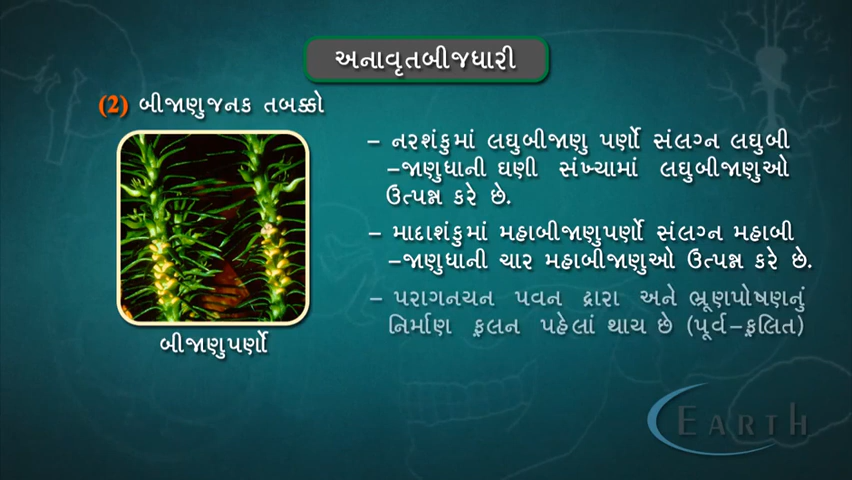 અનાવૃતબીજધારી
(2) બીજાણુજનક તબક્કો
– નરશંકુમાં લઘુબીજાણુ પર્ણો સંલગ્ન લઘુબી
–જાણુધાની ઘણી સંખ્યામાં લઘુબીજાણુઓ
ઉત્પન્ન કરે છે.
– માદાશંકુમાં મહાબીજાણુપર્ણો સંલગ્ન મહાબી
–જાણુધાની ચાર મહાબીજાણુઓ ઉત્પન્ન કરે છે.
– પરાગનયન પવન દ્રારા અને ભ્રૂણપોષણનું
નિર્માણ ફલન પહેલાં થાય છે (પૂર્વ–ફલિત)
બીજાણુપર્ણો
EARTH